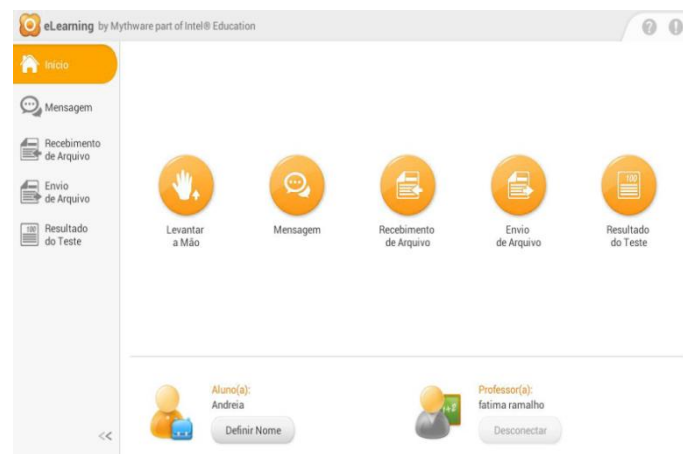 eLearning by Mythware part of Intel® Education
Início
Mensagem
Recebimento
de Arquivo
Envio
de Arquivo
100
Resultado
do Teste
Levantar
a Mão
Mensagem
Recebimento
de Arquivo
Envio
de Arquivo
100
Resultado
do Teste
Aluno(a):
Andreia
Definir Nome
Professor(a):
fatima ramalho
Desconectar
<<